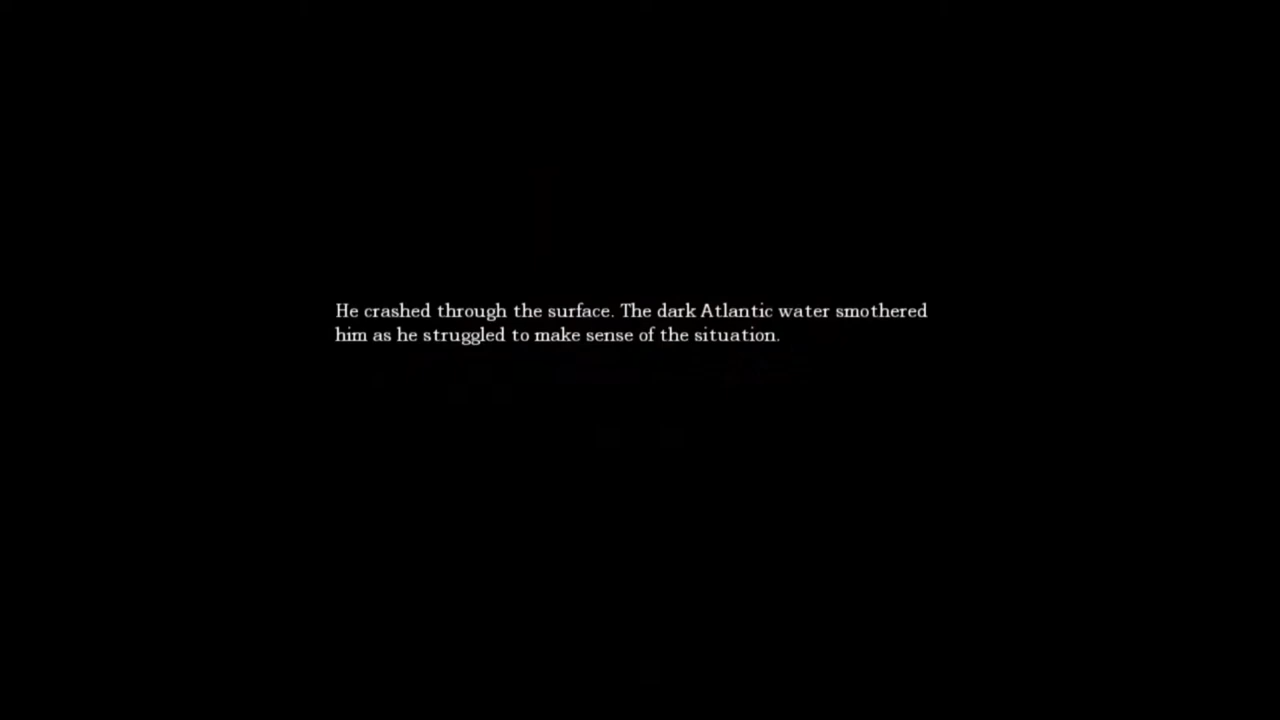 He crashed through the surface. The dark Atlantic water smothered
him as he struggled to make sense of the situation.